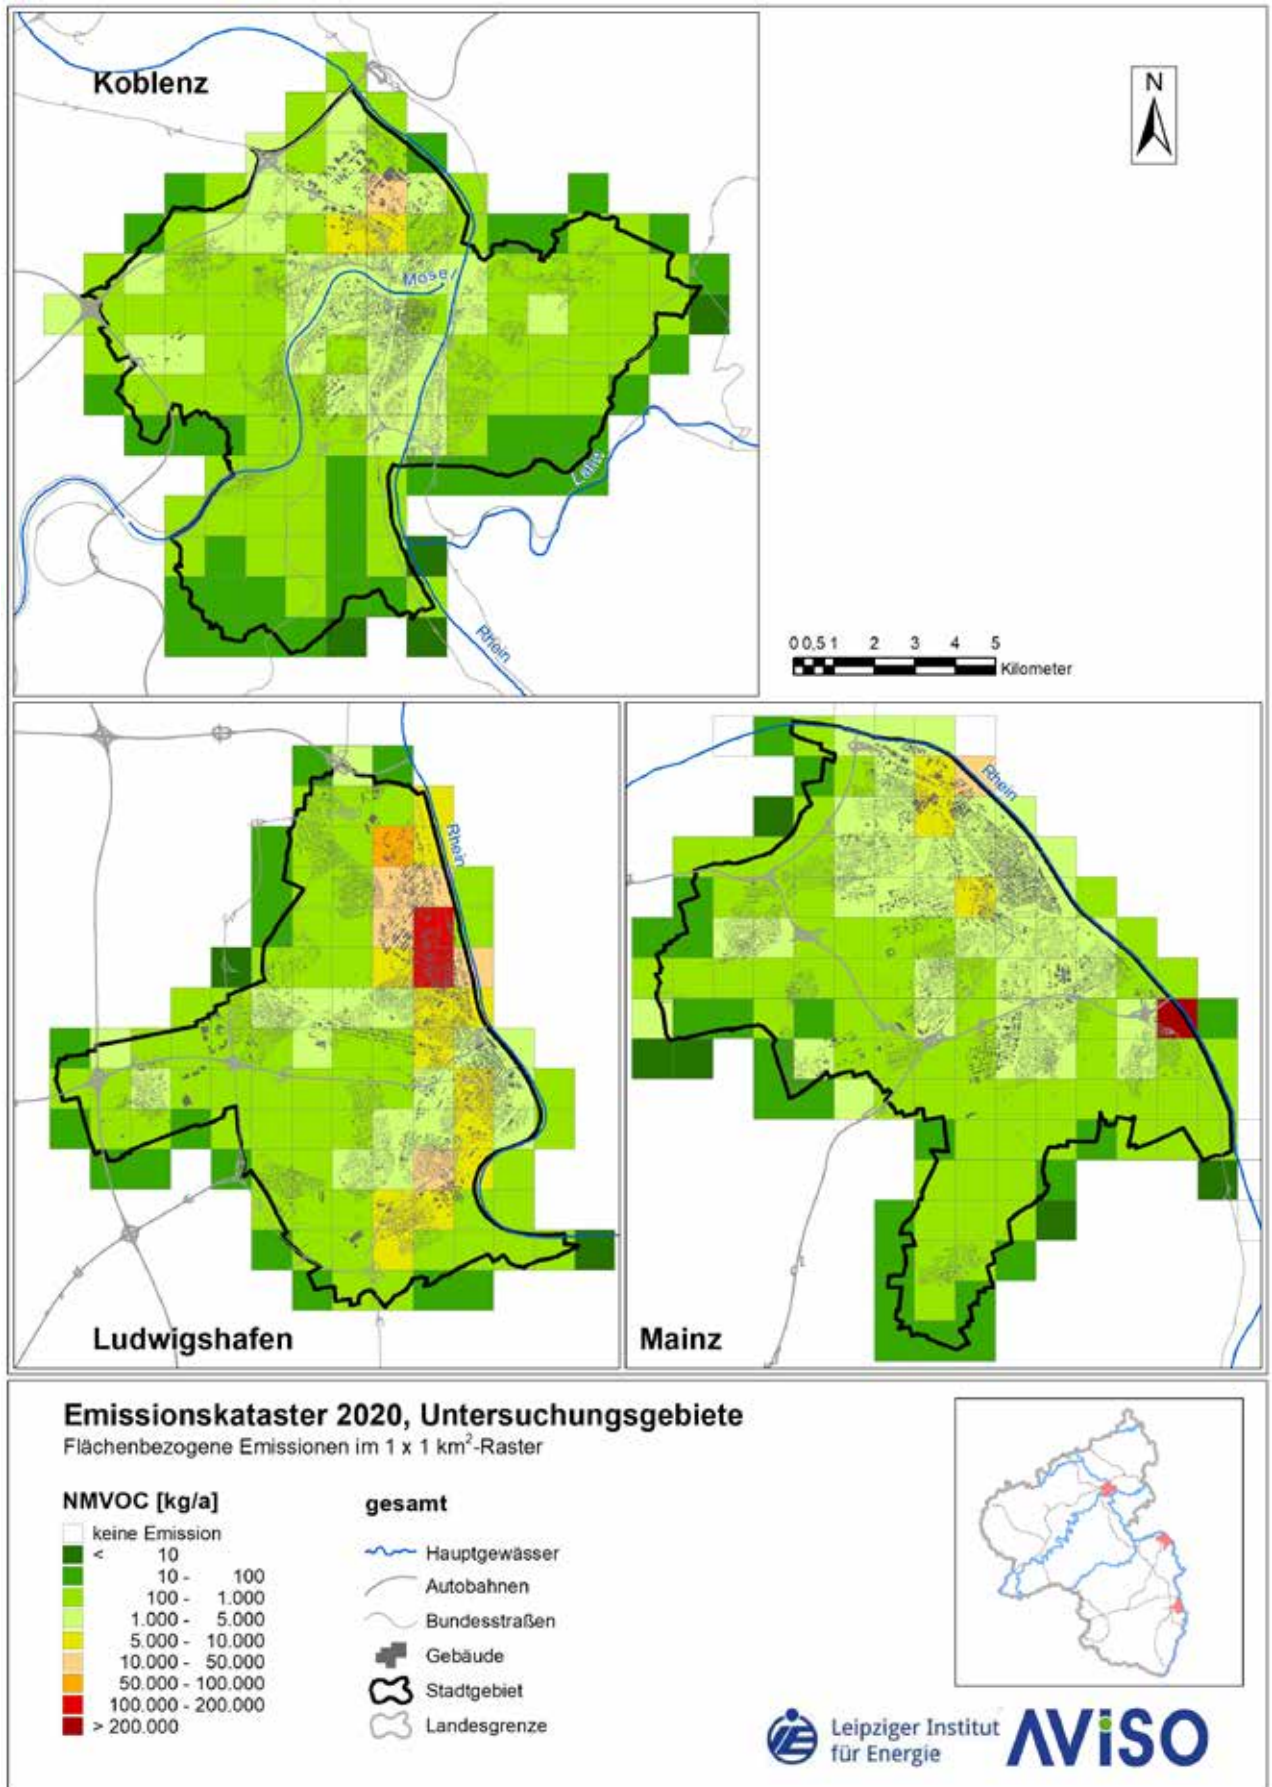 Koblenz
N
Mosel
Lahn
Rhein
0 0,5 1 2 3 4 5
Kilometer
Rhein
Ludwigshafen
Rhein
Mainz
Emissionskataster 2020, Untersuchungsgebiete
Flächenbezogene Emissionen im 1 x 1 km²-Raster
NMVOC [kg/a]
keine Emission
< 10
10 - 100
100 - 1.000
1.000 - 5.000
5.000 - 10.000
10.000 - 50.000
50.000 - 100.000
100.000 - 200.000
> 200.000
gesamt
Hauptgewässer
Autobahnen
Bundesstraßen
Gebäude
Stadtgebiet
Landesgrenze
Leipziger Institut
für Energie
AViSO